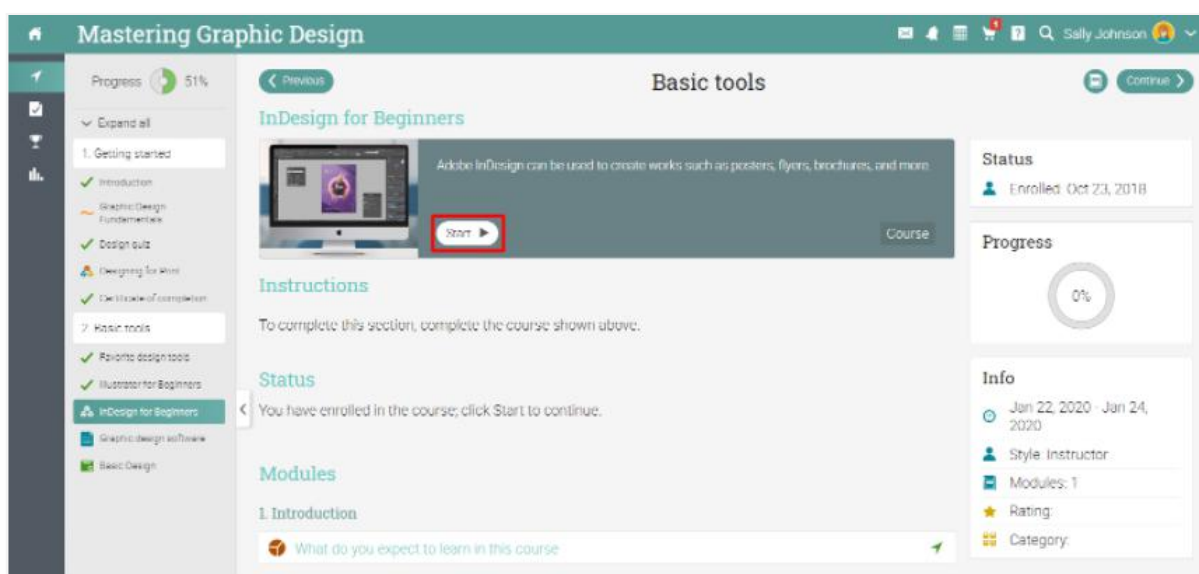 Mastering Graphic Design
1
Sally Johnson
Progress 51%
Expand all
1. Getting started
Introduction
Graphic Design
Fundamentals
Design quiz
Designing for Print
Certificate of completion
2. Basic tools
Favorite design tools
Illustrator for Beginners
InDesign for Beginners
Graphic design software
Basic Design
Previous
Basic tools
Continue
InDesign for Beginners
Adobe InDesign can be used to create works such as posters, flyers, brochures, and more
Start
Course
Instructions
To complete this section, complete the course shown above.
Status
You have enrolled in the course; click Start to continue.
Modules
1. Introduction
What do you expect to learn in this course
Status
Enrolled: Oct 23, 2018
Progress
0%
Info
Jan 22, 2020 - Jan 24,
2020
Style: Instructor
Modules: 1
Rating:
Category: